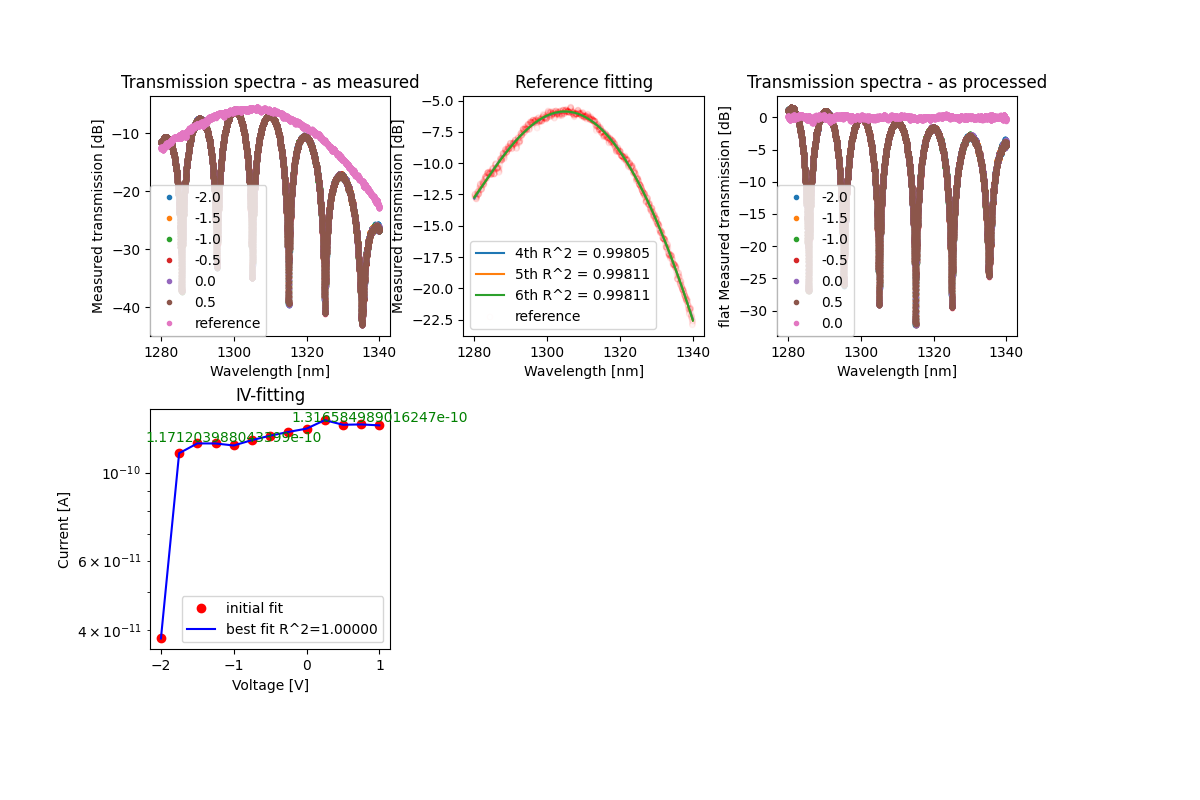 Transmission spectra - as measured
Measured transmission [dB]
−10
−20
−30
−40
-2.0
-1.5
-1.0
-0.5
0.0
0.5
reference
1280 1300 1320 1340
Wavelength [nm]
Reference fitting
Measured transmission [dB]
−5.0
−7.5
−10.0
−12.5
−15.0
−17.5
−20.0
−22.5
4th R^2 = 0.99805
5th R^2 = 0.99811
6th R^2 = 0.99811
reference
1280 1300 1320 1340
Wavelength [nm]
Transmission spectra - as processed
flat Measured transmission [dB]
0
−5
−10
−15
−20
−25
−30
-2.0
-1.5
-1.0
-0.5
0.0
0.5
0.0
1280 1300 1320 1340
Wavelength [nm]
IV-fitting
Current [A]
1.316584989016247e-10
10⁻¹⁰
6 × 10⁻¹¹
4 × 10⁻¹¹
initial fit
best fit R^2=1.00000
−2 −1 0 1
Voltage [V]